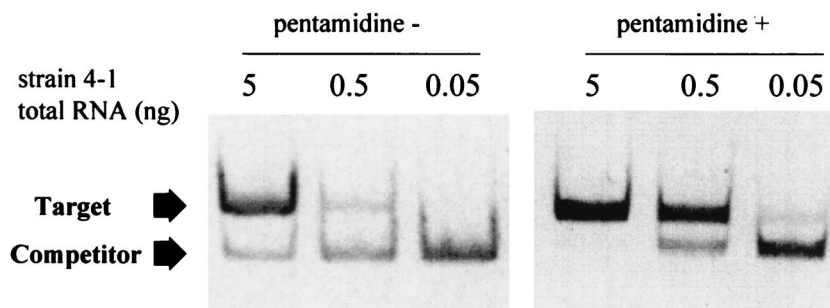 pentamidine - pentamidine +
strain 4-1
total RNA (ng) 5 0.5 0.05 5 0.5 0.05
Target
Competitor